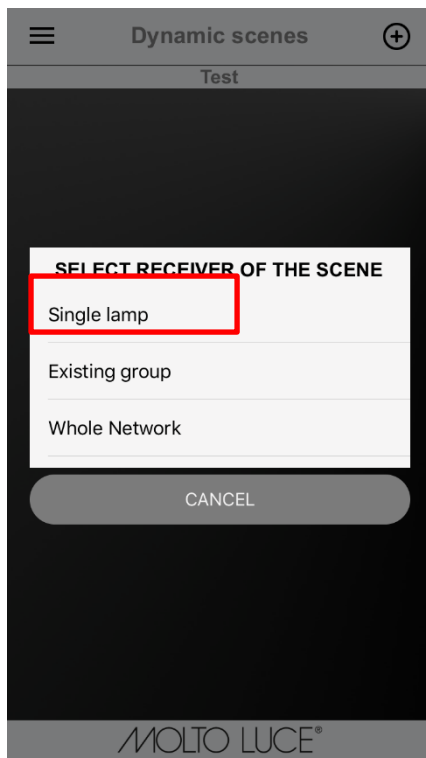 Dynamic scenes
Test
SELECT RECEIVER OF THE SCENE
Single lamp
Existing group
Whole Network
CANCEL
MOLTO LUCE®